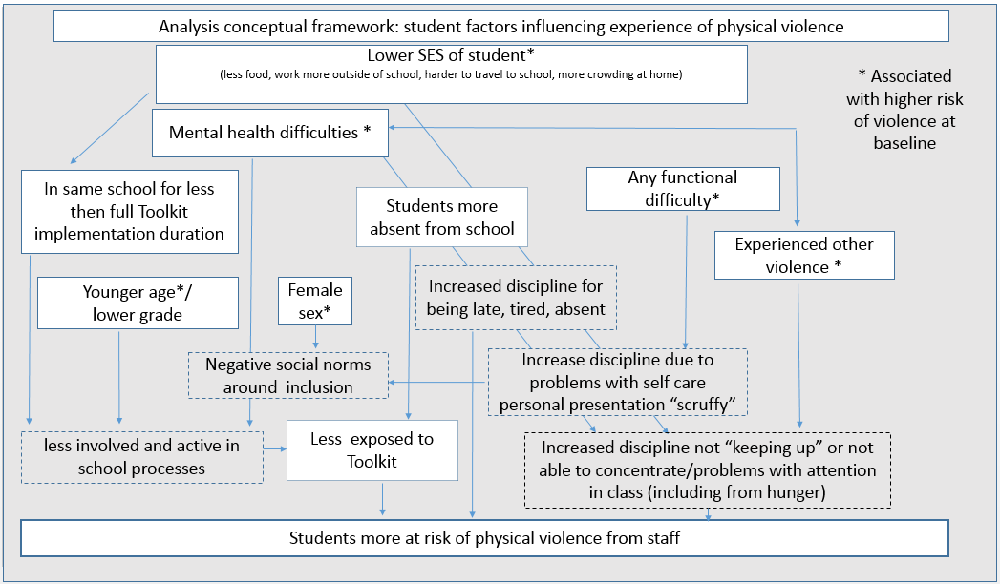 Analysis conceptual framework: student factors influencing experience of physical violence
Lower SES of student*
(less food, work more outside of school, harder to travel to school, more crowding at home)
* Associated
with higher risk
of violence at
baseline
Mental health difficulties *
In same school for less
then full Toolkit
implementation duration
Students more
absent from school
Any functional
difficulty*
Experienced other
violence *
Younger age*/
lower grade
Female
sex*
Increased discipline for
being late, tired, absent
Negative social norms
around inclusion
Increase discipline due to
problems with self care
personal presentation “scruffy”
less involved and active in
school processes
Less exposed to
Toolkit
Increased discipline not “keeping up” or not
able to concentrate/problems with attention
in class (including from hunger)
Students more at risk of physical violence from staff